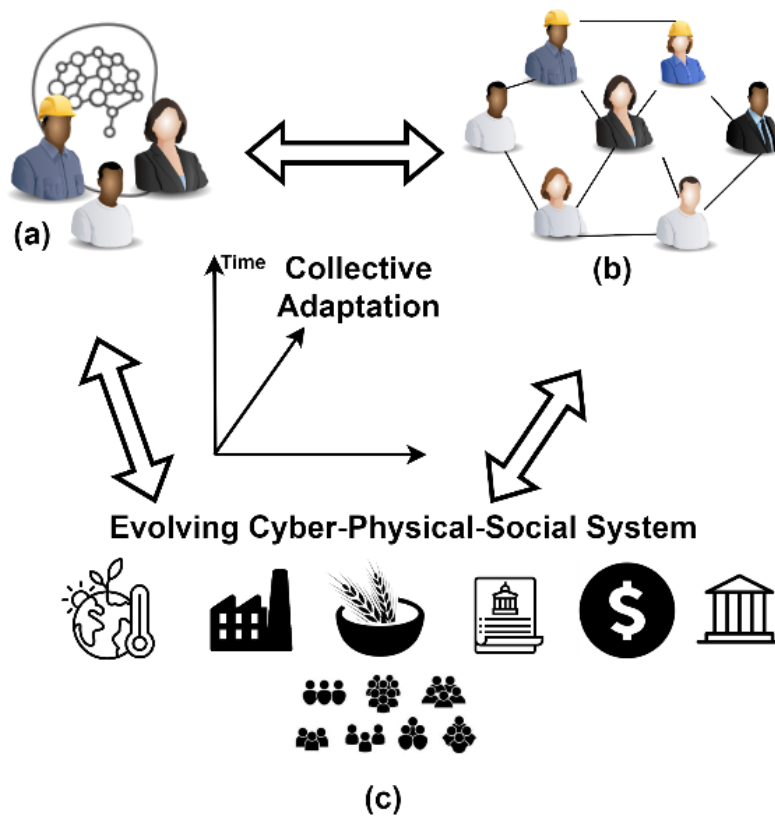 (a)
(b)
Time
Collective
Adaptation
Evolving Cyber-Physical-Social System
$
(c)